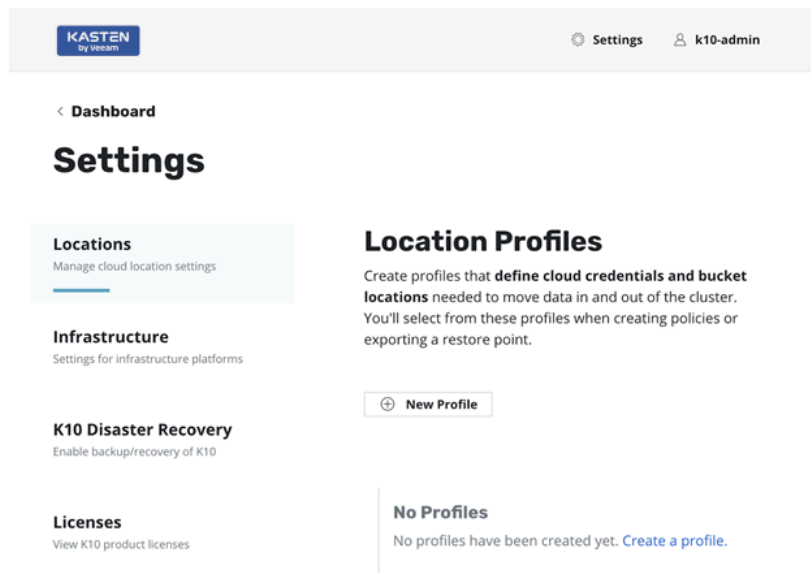 KASTEN
by Veeam
Settings
k10-admin
< Dashboard
Settings
Locations
Manage cloud location settings
Infrastructure
Settings for infrastructure platforms
K10 Disaster Recovery
Enable backup/recovery of K10
Licenses
View K10 product licenses
Location Profiles
Create profiles that define cloud credentials and bucket
locations needed to move data in and out of the cluster.
You'll select from these profiles when creating policies or
exporting a restore point.
New Profile
No Profiles
No profiles have been created yet. Create a profile.